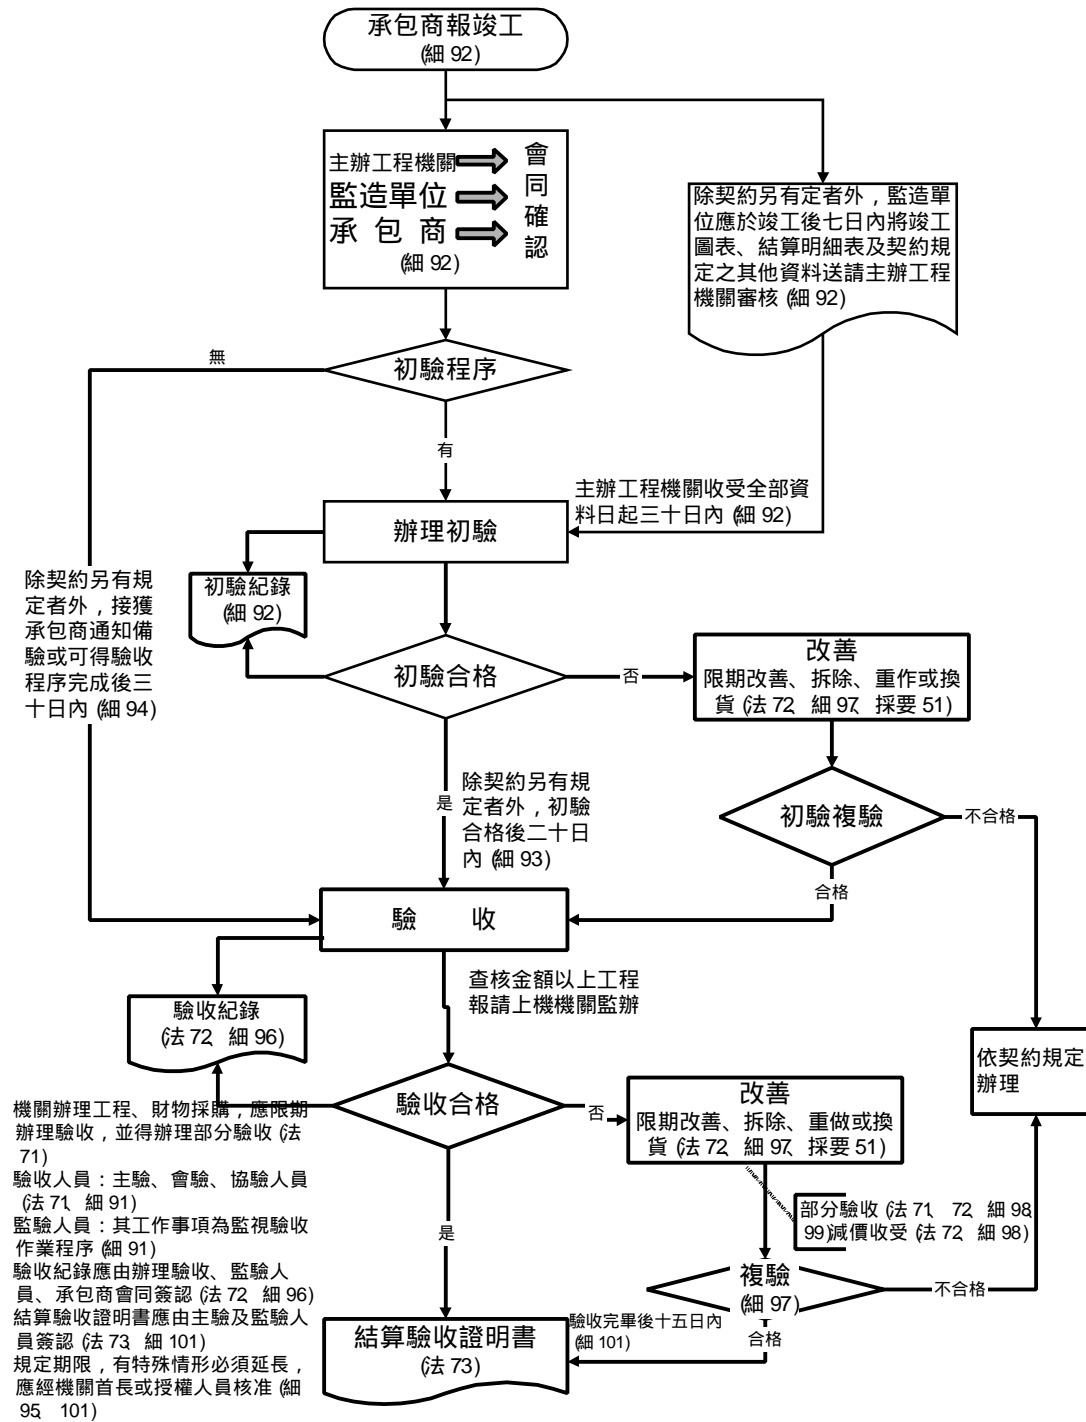 承包商報竣工
(細 92)
主辦工程機關
監造單位
承 包 商
(細 92)
會
同
確
認
除契約另有定者外，監造單
位應於竣工後七日內將竣工
圖表、結算明細表及契約規
定之其他資料送請主辦工程
機關審核 (細 92)
初驗程序
無
有
主辦工程機關收受全部資
料日起三十日內 (細 92)
辦理初驗
初驗紀錄
(細 92)
除契約另有規
定者外，接獲
承包商通知備
驗或可得驗收
程序完成後三
十日內 (細 94)
初驗合格
否
改善
限期改善、拆除、重作或換
貨 (法 72、細 97、採要 51)
是
除契約另有規
定者外，初驗
合格後二十日
內 (細 93)
初驗複驗
不合格
合格
驗 收
查核金額以上工程
報請上機機關監辦
驗收紀錄
(法 72、細 96)
依契約規定
辦理
驗收合格
否
改善
限期改善、拆除、重做或換
貨 (法 72、細 97、採要 51)
機關辦理工程、財物採購，應限期
辦理驗收，並得辦理部分驗收 (法
71)
驗收人員：主驗、會驗、協驗人員
(法 71、細 91)
監驗人員：其工作事項為監視驗收
作業程序 (細 91)
驗收紀錄應由辦理驗收、監驗人
員、承包商會同簽認 (法 72、細 96)
結算驗收證明書應由主驗及監驗人
員簽認 (法 73、細 101)
規定期限，有特殊情形必須延長，
應經機關首長或授權人員核准 (細
95、101)
是
部分驗收 (法 71、72、細 98、
99)減價收受 (法 72、細 98)
複驗
(細 97)
不合格
合格
驗收完畢後十五日內
(細 101)
結算驗收證明書
(法 73)